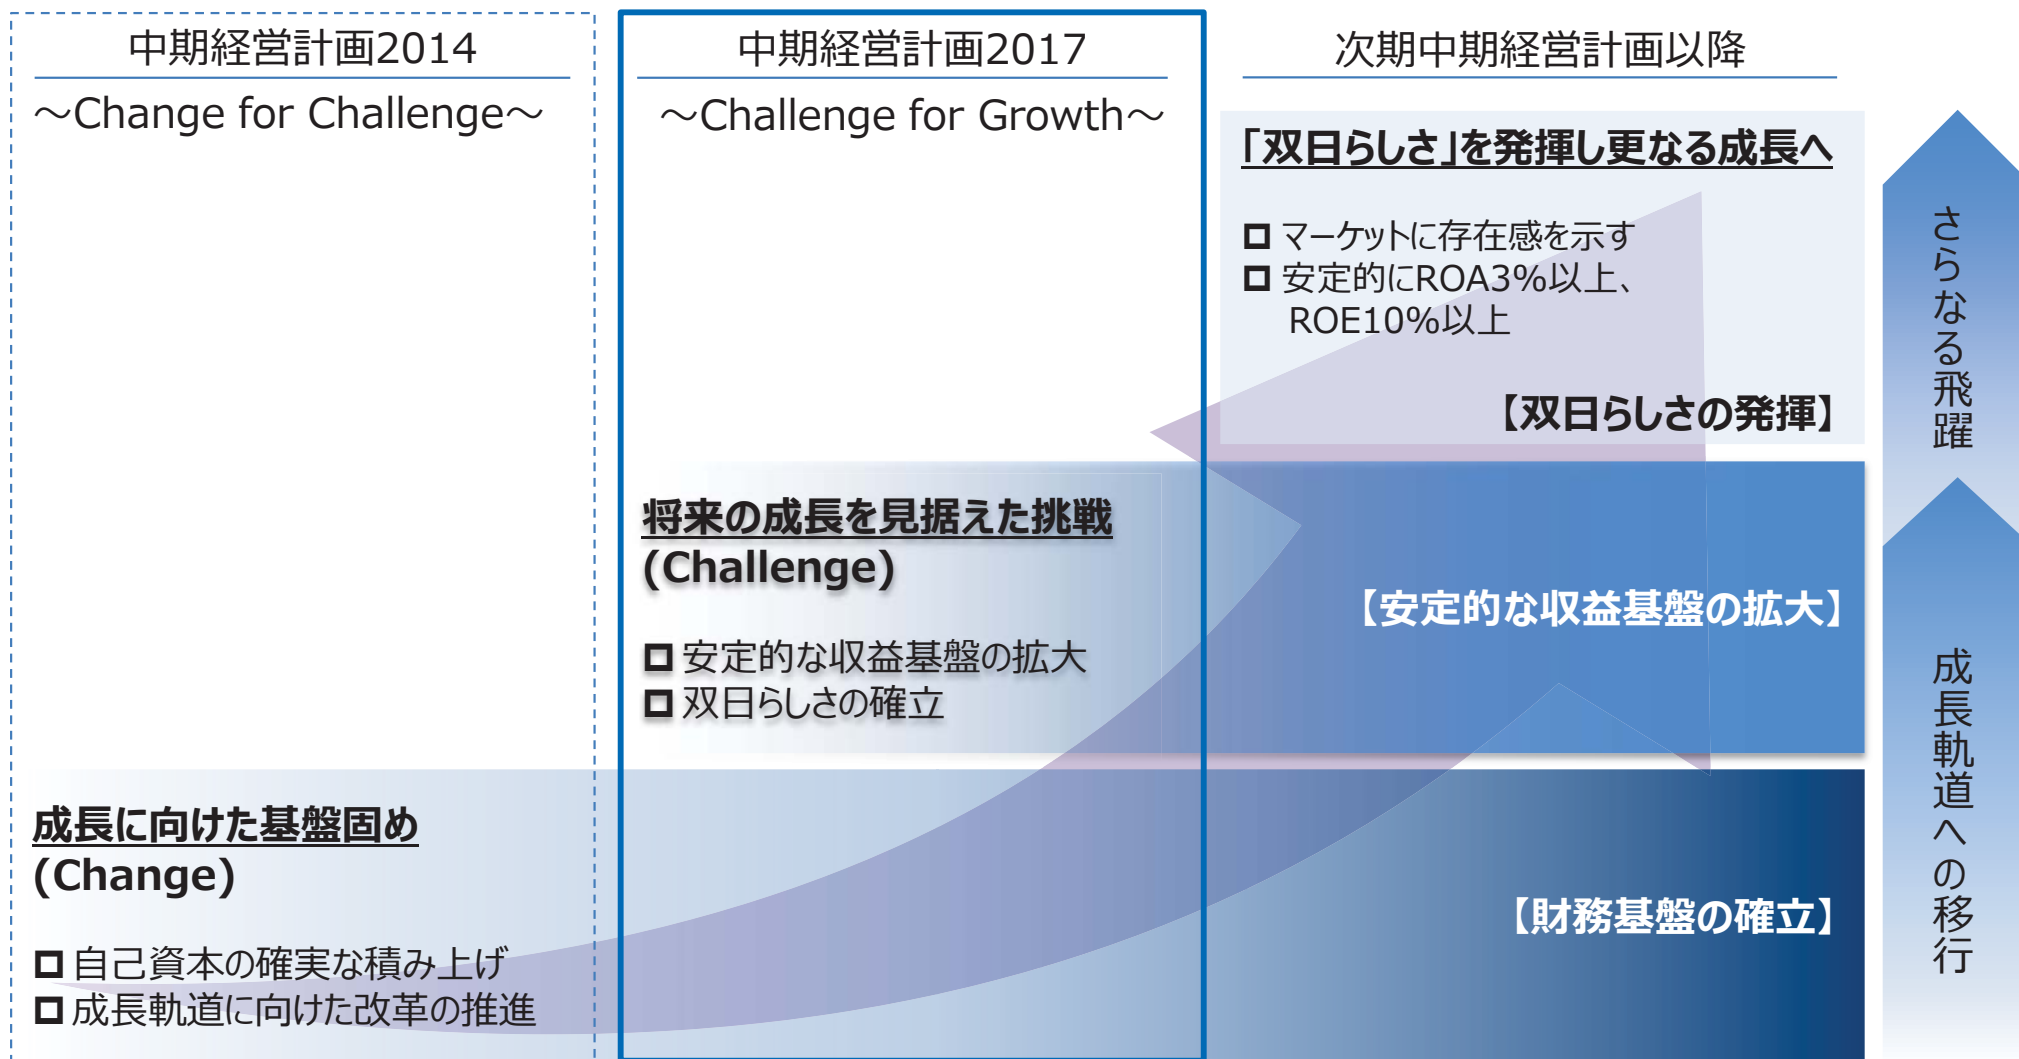 中期経営計画2014
～Change for Challenge～
成長に向けた基盤固め
(Change)
自己資本の確実な積み上げ
成長軌道に向けた改革の推進
中期経営計画2017
～Challenge for Growth～
将来の成長を見据えた挑戦
(Challenge)
安定的な収益基盤の拡大
双日らしさの確立
次期中期経営計画以降
「双日らしさ」を発揮し更なる成長へ
マーケットに存在感を示す
安定的にROA3%以上、
ROE10%以上
【双日らしさの発揮】
【安定的な収益基盤の拡大】
【財務基盤の確立】
さらなる飛躍
成長軌道への移行